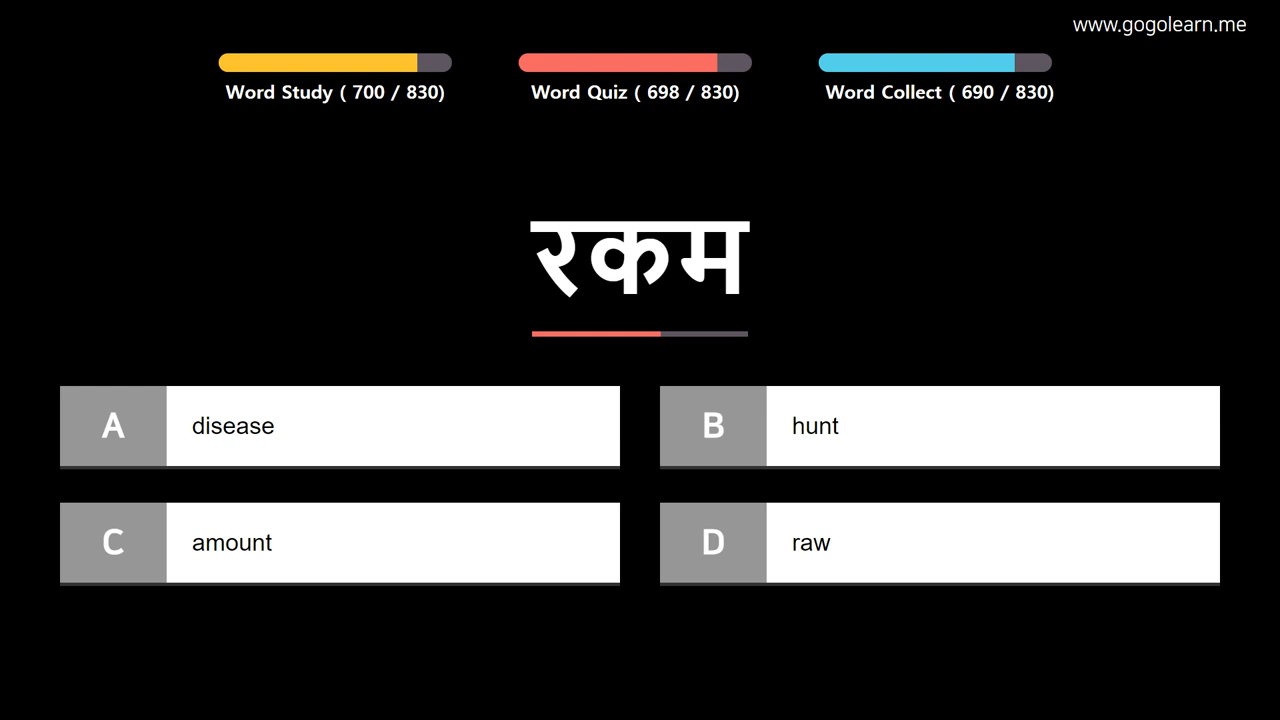 www.gogolearn.me
Word Study ( 700 / 830)
Word Quiz ( 698 / 830)
Word Collect ( 690 / 830)
रकम
A disease
B hunt
C amount
D raw